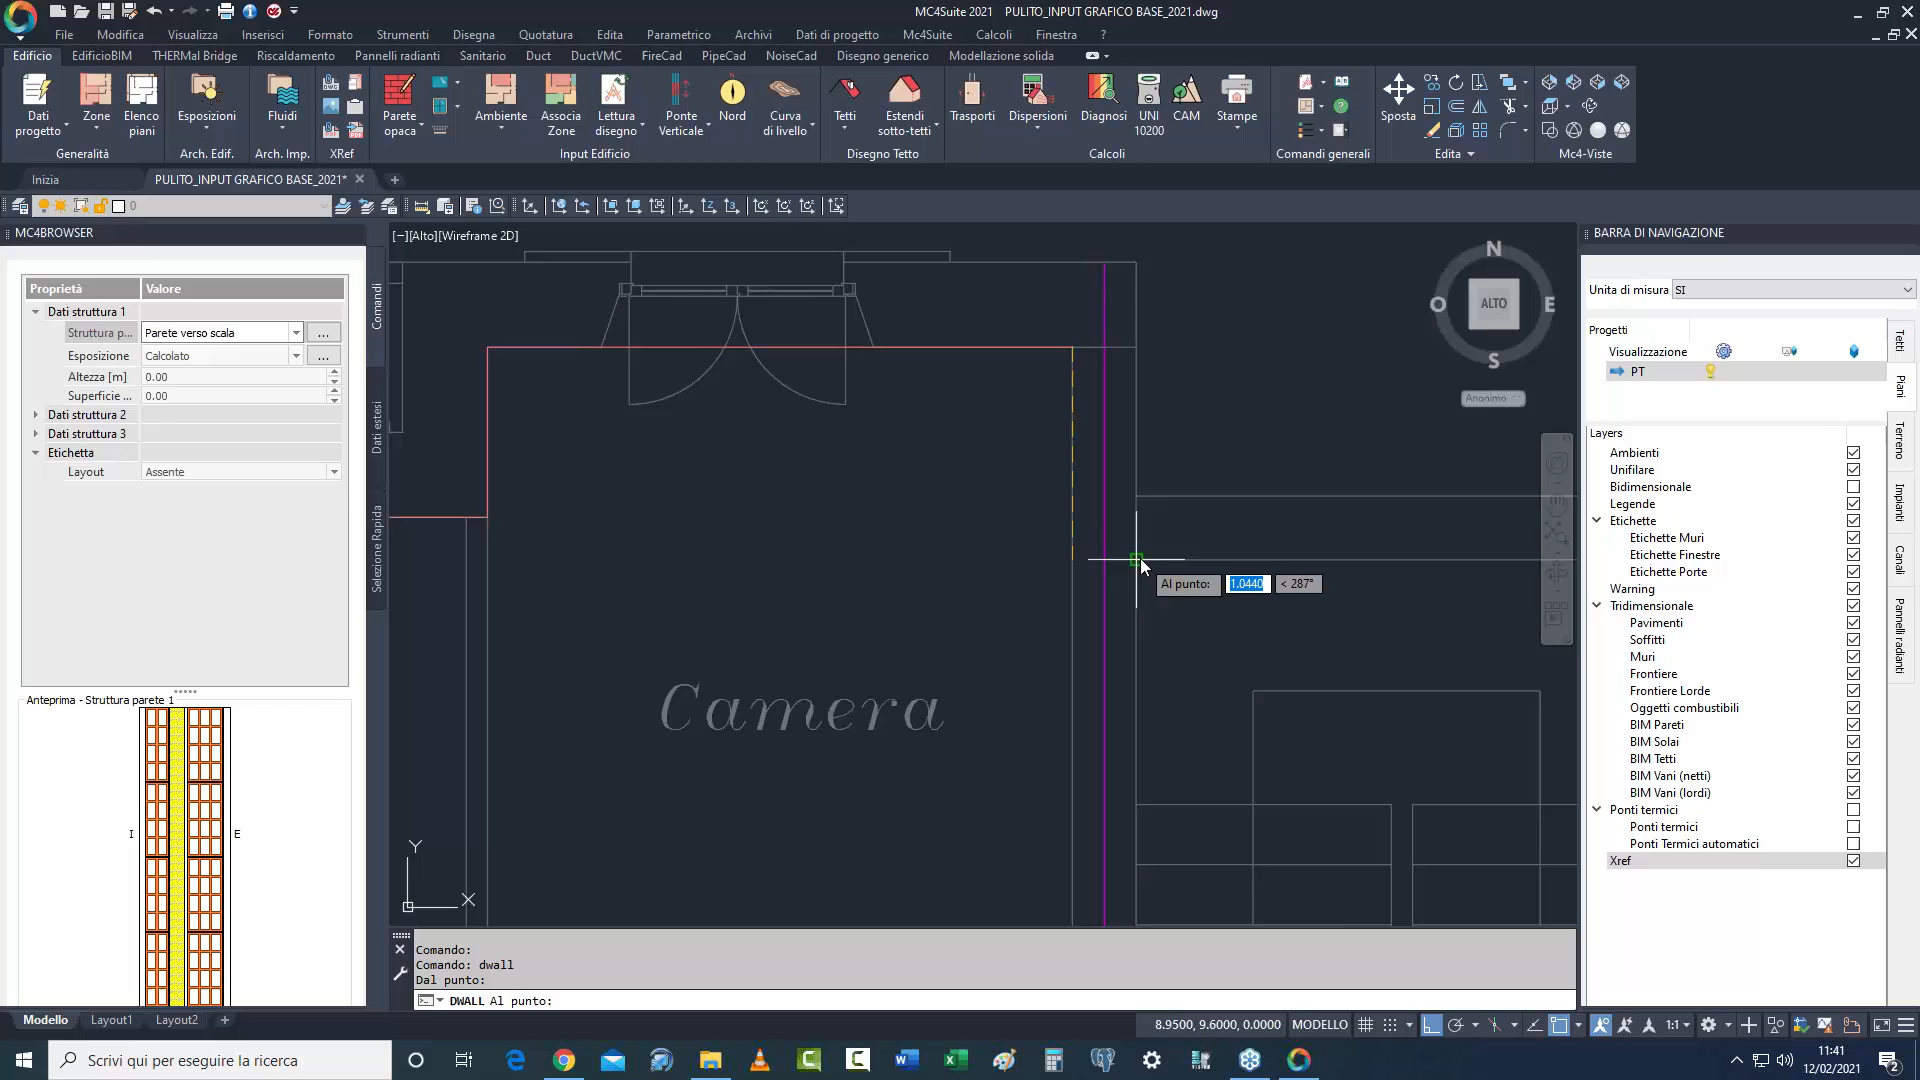 MC4Suite 2021 PULITO_INPUT GRAFICO BASE_2021.dwg
File Modifica Visualizza Inserisci Formato Strumenti Disegna Quotatura Edita Parametrico Archivi Dati di progetto Mc4Suite Calcoli Finestra ?
Edificio EdificioBIM THERMal Bridge Riscaldamento Pannelli radianti Sanitario Duct DuctVMC FireCad PipeCad NoiseCad Disegno generico Modellazione solida
Dati progetto
Zone
Elenco piani
Esposizioni
Fluidi
Parete opaca
Ambiente
Associa Zone
Lettura disegno
Ponte Verticale
Nord
Curva di livello
Tetti
Estendi sotto-tetti
Trasporti
Dispersioni
Diagnosi
UNI 10200
CAM
Stampe
Sposta
Generalità Arch. Edif. Arch. Imp. XRef Input Edificio Disegno Tetto Calcoli Comandi generali Edita Mc4-Viste
Inizia PULITO_INPUT GRAFICO BASE_2021*
0
MC4BROWSER
Proprietà Valore
Dati struttura 1
Struttura p... Parete verso scala ...
Esposizione Calcolato ...
Altezza [m] 0.00
Superficie ... 0.00
Dati struttura 2
Dati struttura 3
Etichetta
Layout Assente
Anteprima - Struttura parete 1
I E
Comandi
Dati estesi
Selezione Rapida
[−][Alto][Wireframe 2D]
N
O ALTO E
S
Anonimo
Al punto: 1.0440 < 287°
Camera
Y
X
Comando:
Comando: dwall
Dal punto:
DWALL Al punto:
BARRA DI NAVIGAZIONE
Unita di misura SI
Progetti
Visualizzazione
PT
Layers
Ambienti
Unifilare
Bidimensionale
Legende
Etichette
Etichette Muri
Etichette Finestre
Etichette Porte
Warning
Tridimensionale
Pavimenti
Soffitti
Muri
Frontiere
Frontiere Lorde
Oggetti combustibili
BIM Pareti
BIM Solai
BIM Tetti
BIM Vani (netti)
BIM Vani (lordi)
Ponti termici
Ponti termici
Ponti Termici automatici
Xref
Tetti
Piani
Terreno
Impianti
Canali
Pannelli radianti
Modello Layout1 Layout2 +
8.9500, 9.6000, 0.0000 MODELLO 1:1
Scrivi qui per eseguire la ricerca
11:41
12/02/2021
2